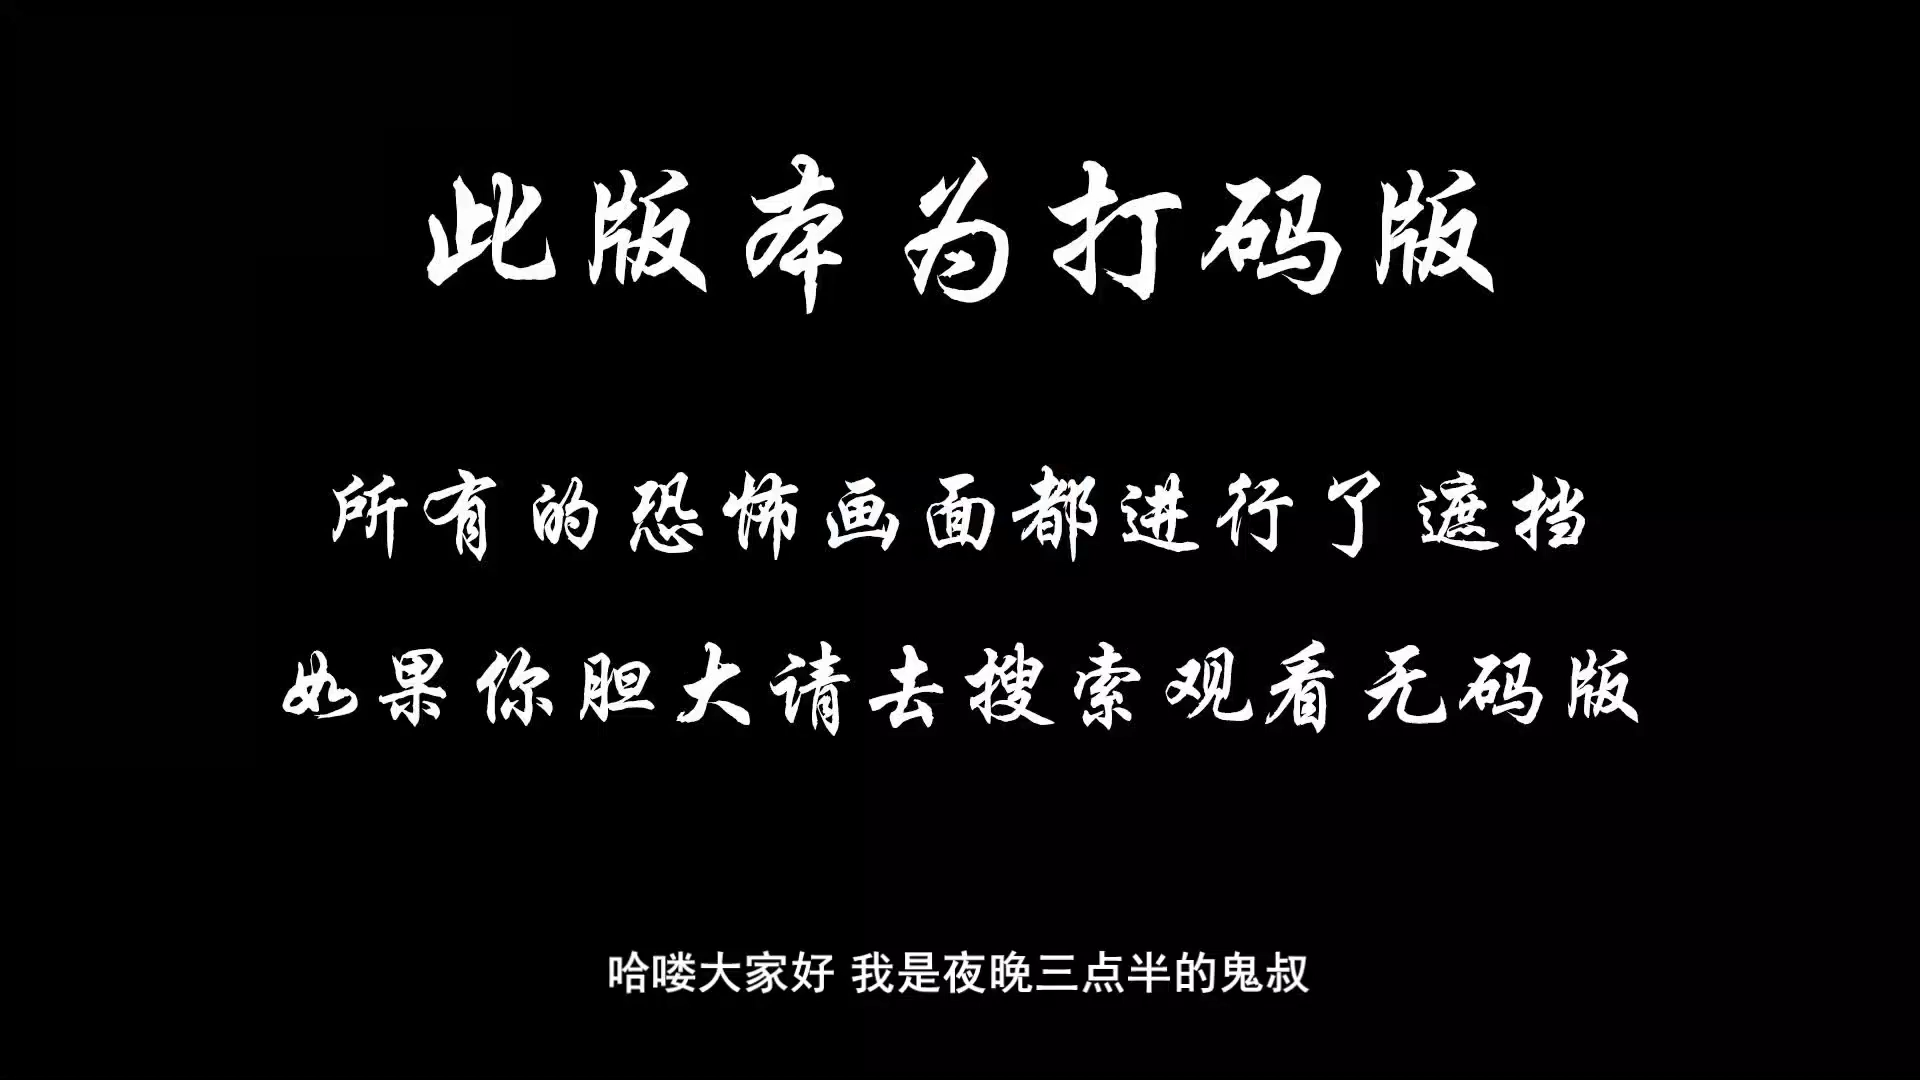 此版本为打码版
所有的恐怖画面都进行了遮挡
如果你胆大请去搜索观看无码版
哈喽大家好 我是夜晚三点半的鬼叔